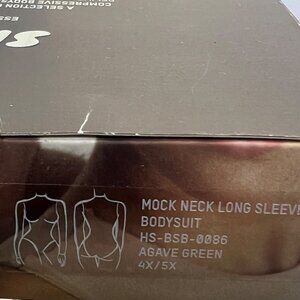 A SELECTION
COMPRESSIVE BODYS
MOCK NECK LONG SLEEVE
BODYSUIT
HS-BSB-0086
AGAVE GREEN
4X/5X